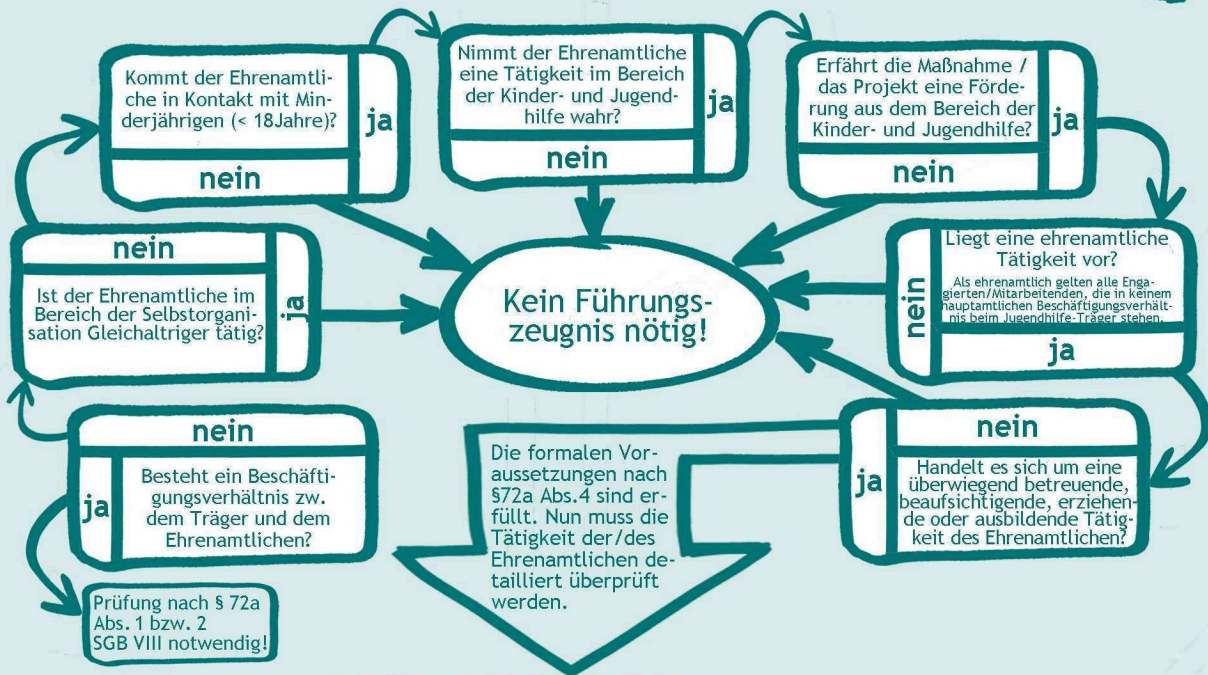 Kommt der Ehrenamtli-
che in Kontakt mit Min-
derjährigen (< 18Jahre)?
ja
nein
Nimmt der Ehrenamtliche
eine Tätigkeit im Bereich
der Kinder- und Jugend-
hilfe wahr?
ja
nein
Erfährt die Maßnahme /
das Projekt eine Förde-
rung aus dem Bereich der
Kinder- und Jugendhilfe?
ja
nein
nein
Ist der Ehrenamtliche im
Bereich der Selbstorgani-
sation Gleichaltriger tätig?
ja
Kein Führungs-
zeugnis nötig!
nein
Liegt eine ehrenamtliche
Tätigkeit vor?
Als ehrenamtlich gelten alle Enga-
gierten/Mitarbeitenden, die in keinem
hauptamtlichen Beschäftigungsverhält-
nis beim Jugendhilfe-Träger stehen.
ja
nein
ja
Besteht ein Beschäfti-
gungsverhältnis zw.
dem Träger und dem
Ehrenamtlichen?
Prüfung nach § 72a
Abs. 1 bzw. 2
SGB VIII notwendig!
Die formalen Vor-
aussetzungen nach
§72a Abs.4 sind er-
füllt. Nun muss die
Tätigkeit der/des
Ehrenamtlichen de-
tailliert überprüft
werden.
nein
ja
Handelt es sich um eine
überwiegend betreuende,
beaufsichtigende, erziehen-
de oder ausbildende Tätig-
keit des Ehrenamtlichen?